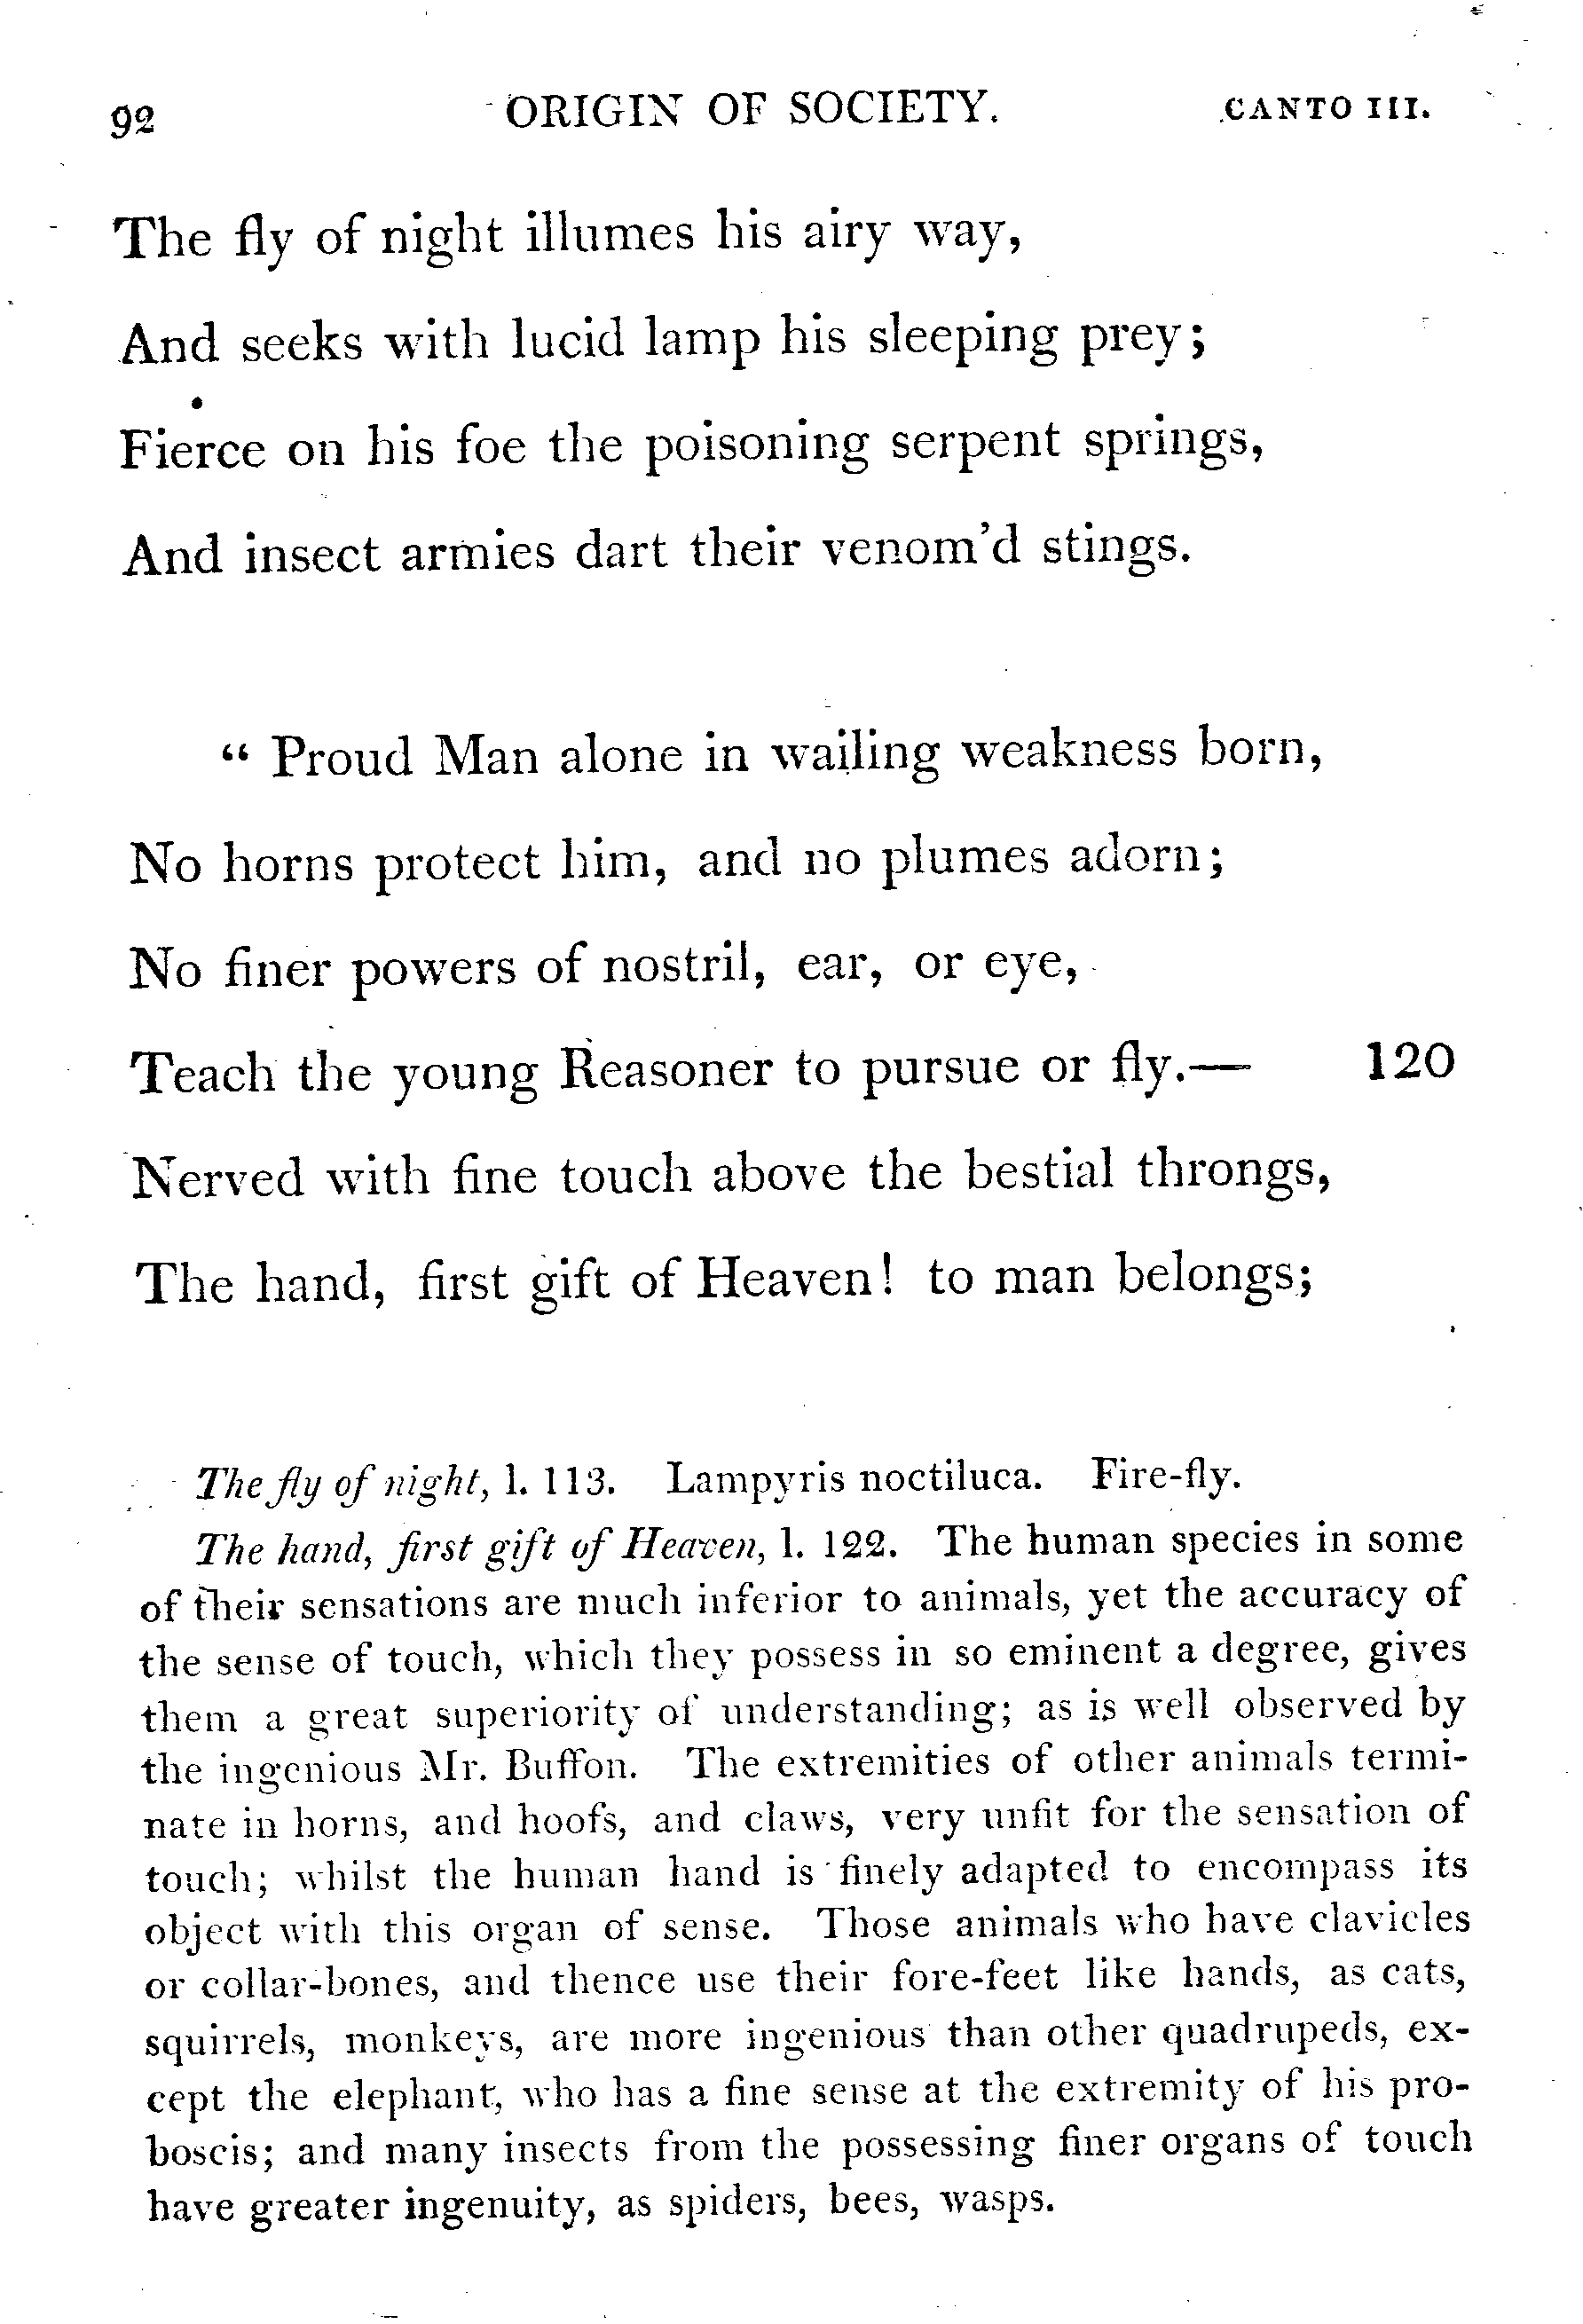 92 ORIGIN OF SOCIETY. CANTO III.
The fly of night illumes his airy way,
And seeks with lucid lamp his sleeping prey;
Fierce on his foe the poisoning serpent springs,
And insect armies dart their venom'd stings.
“ Proud Man alone in wailing weakness born,
No horns protect him, and no plumes adorn;
No finer powers of nostril, ear, or eye,
Teach the young Reasoner to pursue or fly.— 120
Nerved with fine touch above the bestial throngs,
The hand, first gift of Heaven! to man belongs;
The fly of night, l. 113. Lampyris noctiluca. Fire-fly.
The hand, first gift of Heaven, l. 122. The human species in some
of their sensations are much inferior to animals, yet the accuracy of
the sense of touch, which they possess in so eminent a degree, gives
them a great superiority of understanding; as is well observed by
the ingenious Mr. Buffon. The extremities of other animals termi-
nate in horns, and hoofs, and claws, very unfit for the sensation of
touch; whilst the human hand is finely adapted to encompass its
object with this organ of sense. Those animals who have clavicles
or collar-bones, and thence use their fore-feet like hands, as cats,
squirrels, monkeys, are more ingenious than other quadrupeds, ex-
cept the elephant, who has a fine sense at the extremity of his pro-
boscis; and many insects from the possessing finer organs of touch
have greater ingenuity, as spiders, bees, wasps.